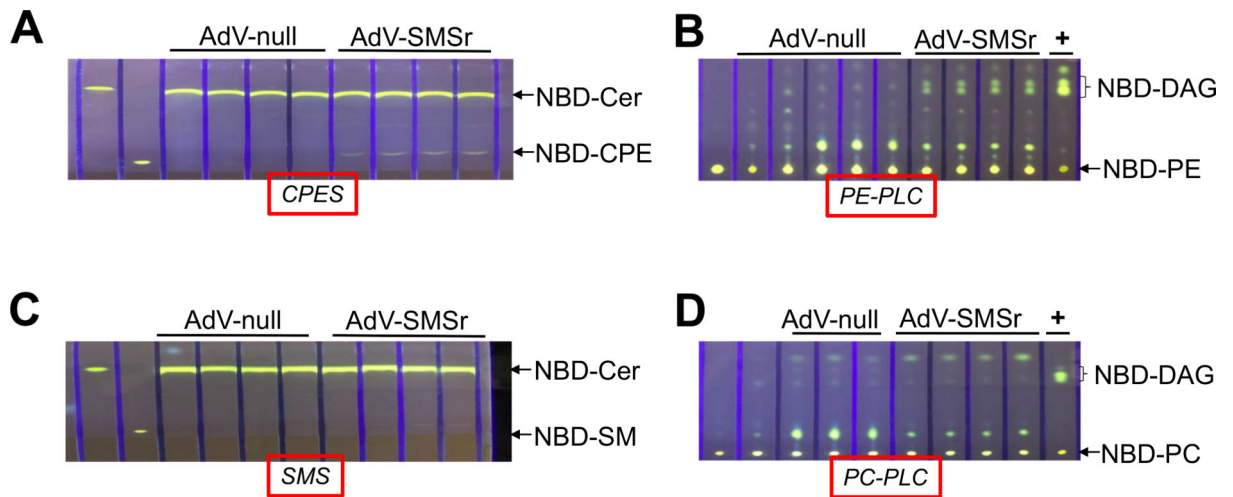 A
AdV-null AdV-SMSr
NBD-Cer
NBD-CPE
CPES
B
AdV-null AdV-SMSr +
NBD-DAG
NBD-PE
PE-PLC
C
AdV-null AdV-SMSr
NBD-Cer
NBD-SM
SMS
D
AdV-null AdV-SMSr +
NBD-DAG
NBD-PC
PC-PLC